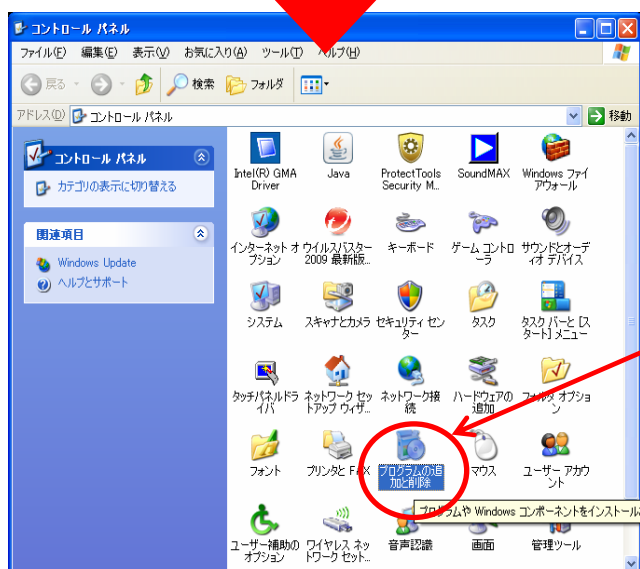 コントロール パネル
ファイル(F) 編集(E) 表示(V) お気に入り(A) ツール(T) ヘルプ(H)
戻る 検索 フォルダ
アドレス(D) コントロール パネル 移動
コントロール パネル
カテゴリの表示に切り替える
関連項目
Windows Update
ヘルプとサポート
Intel(R) GMA
Driver
Java
ProtectTools
Security M...
SoundMAX
Windows ファイ
アウォール
インターネット オ
プション
ウイルスバスター
2009 最新版...
キーボード
ゲーム コントロ
ーラ
サウンドとオーデ
ィオ デバイス
システム
スキャナとカメラ
セキュリティ セン
ター
タスク
タスク バーと [ス
タート] メニュー
タッチパネルドラ
イバ
ネットワーク セッ
トアップ ウィザ...
ネットワーク接
続
ハードウェアの
追加
フォルダ オプショ
ン
フォント
プリンタと FAX
プログラムの追
加と削除
マウス
ユーザー アカウ
ント
プログラムや Windows コンポーネントをインストール
ユーザー補助の
オプション
ワイヤレス ネッ
トワーク セット...
音声認識
画面
管理ツール